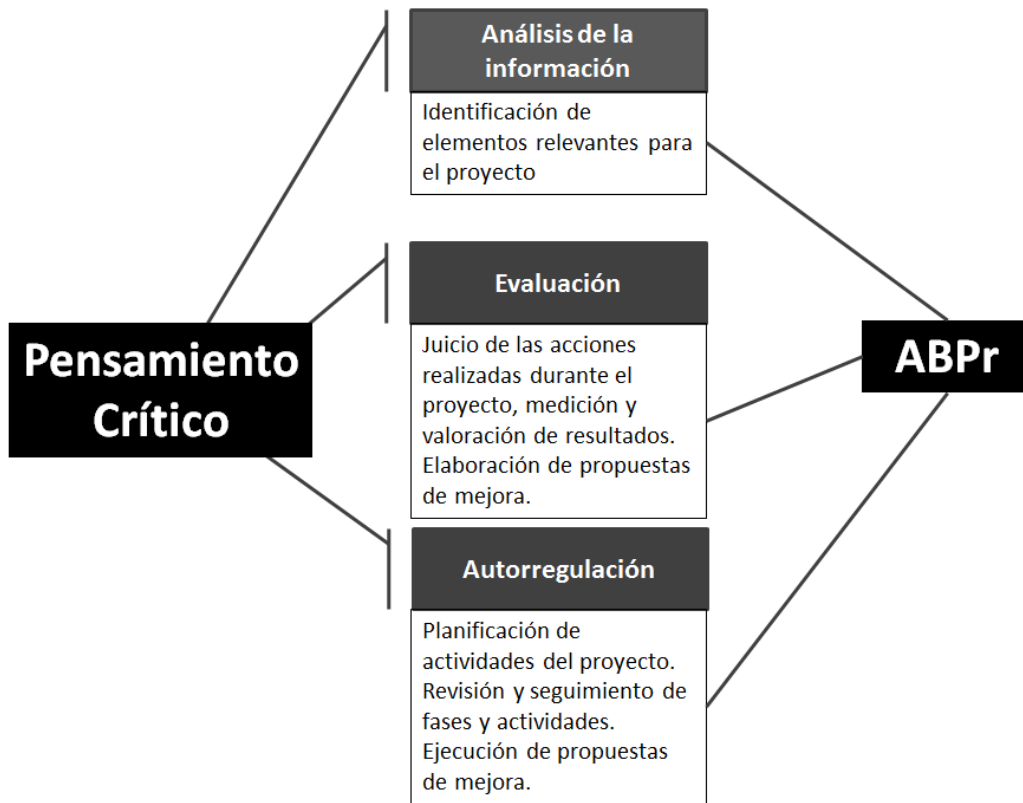 Análisis de la
información
Identificación de
elementos relevantes para
el proyecto
Evaluación
Juicio de las acciones
realizadas durante el
proyecto, medición y
valoración de resultados.
Elaboración de propuestas
de mejora.
Pensamiento
Crítico
ABPr
Autorregulación
Planificación de
actividades del proyecto.
Revisión y seguimiento de
fases y actividades.
Ejecución de propuestas
de mejora.